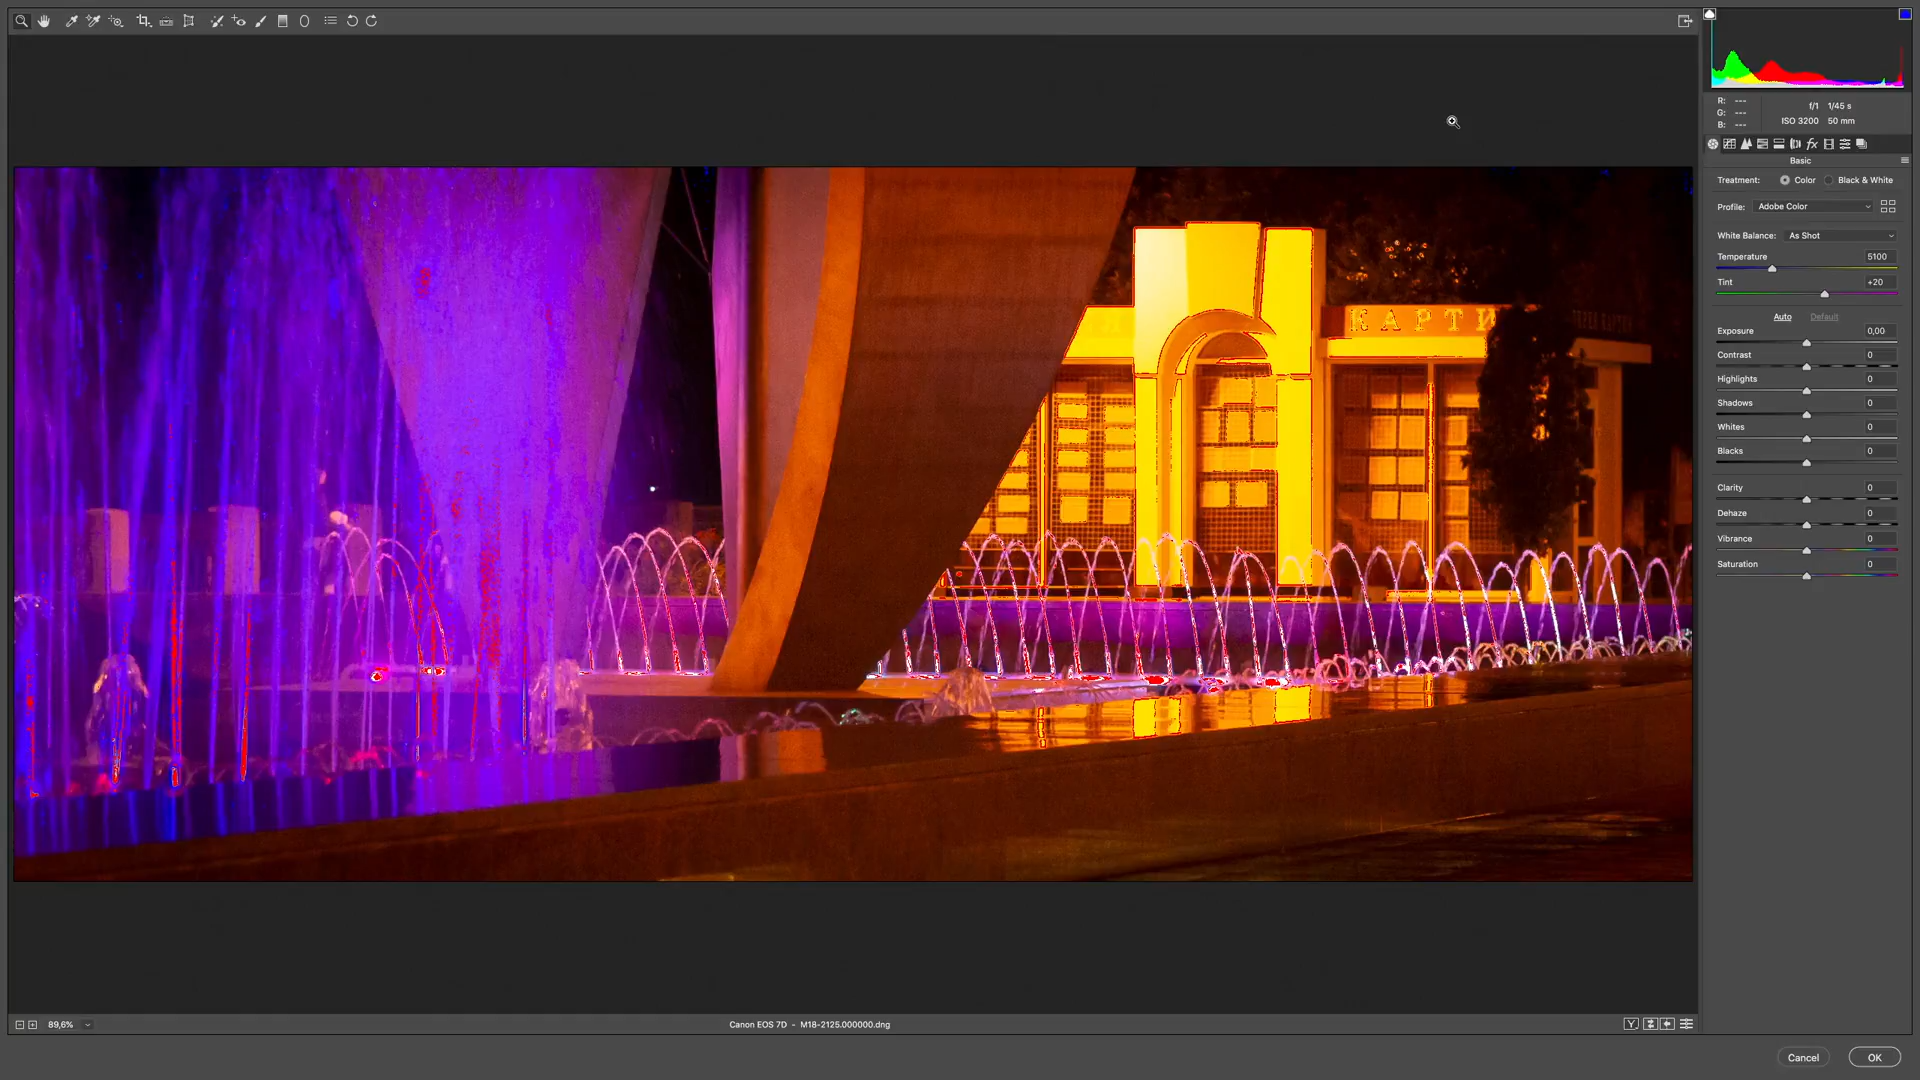 R: ---
G: ---
B: ---
f/1 1/45 s
ISO 3200 50 mm
Basic
Treatment: Color Black & White
Profile: Adobe Color
White Balance: As Shot
Temperature 5100
Tint +20
Auto Default
Exposure 0,00
Contrast 0
Highlights 0
Shadows 0
Whites 0
Blacks 0
Clarity 0
Dehaze 0
Vibrance 0
Saturation 0
КАРТИ
89,6%
Canon EOS 7D - M18-2125.000000.dng
Y
Cancel OK